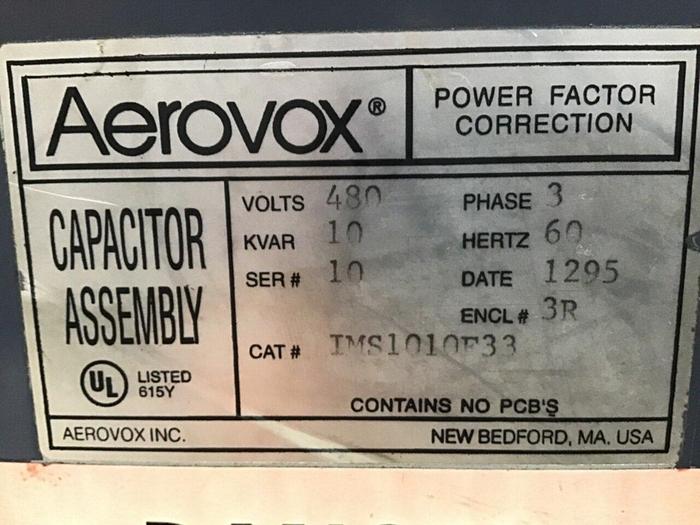 Aerovox®
POWER FACTOR
CORRECTION
CAPACITOR
ASSEMBLY
UL LISTED
615Y
VOLTS 480 PHASE 3
KVAR 10 HERTZ 60
SER # 10 DATE 1295
ENCL # 3R
CAT # IMS1010F33
CONTAINS NO PCB'S
AEROVOX INC. NEW BEDFORD, MA. USA